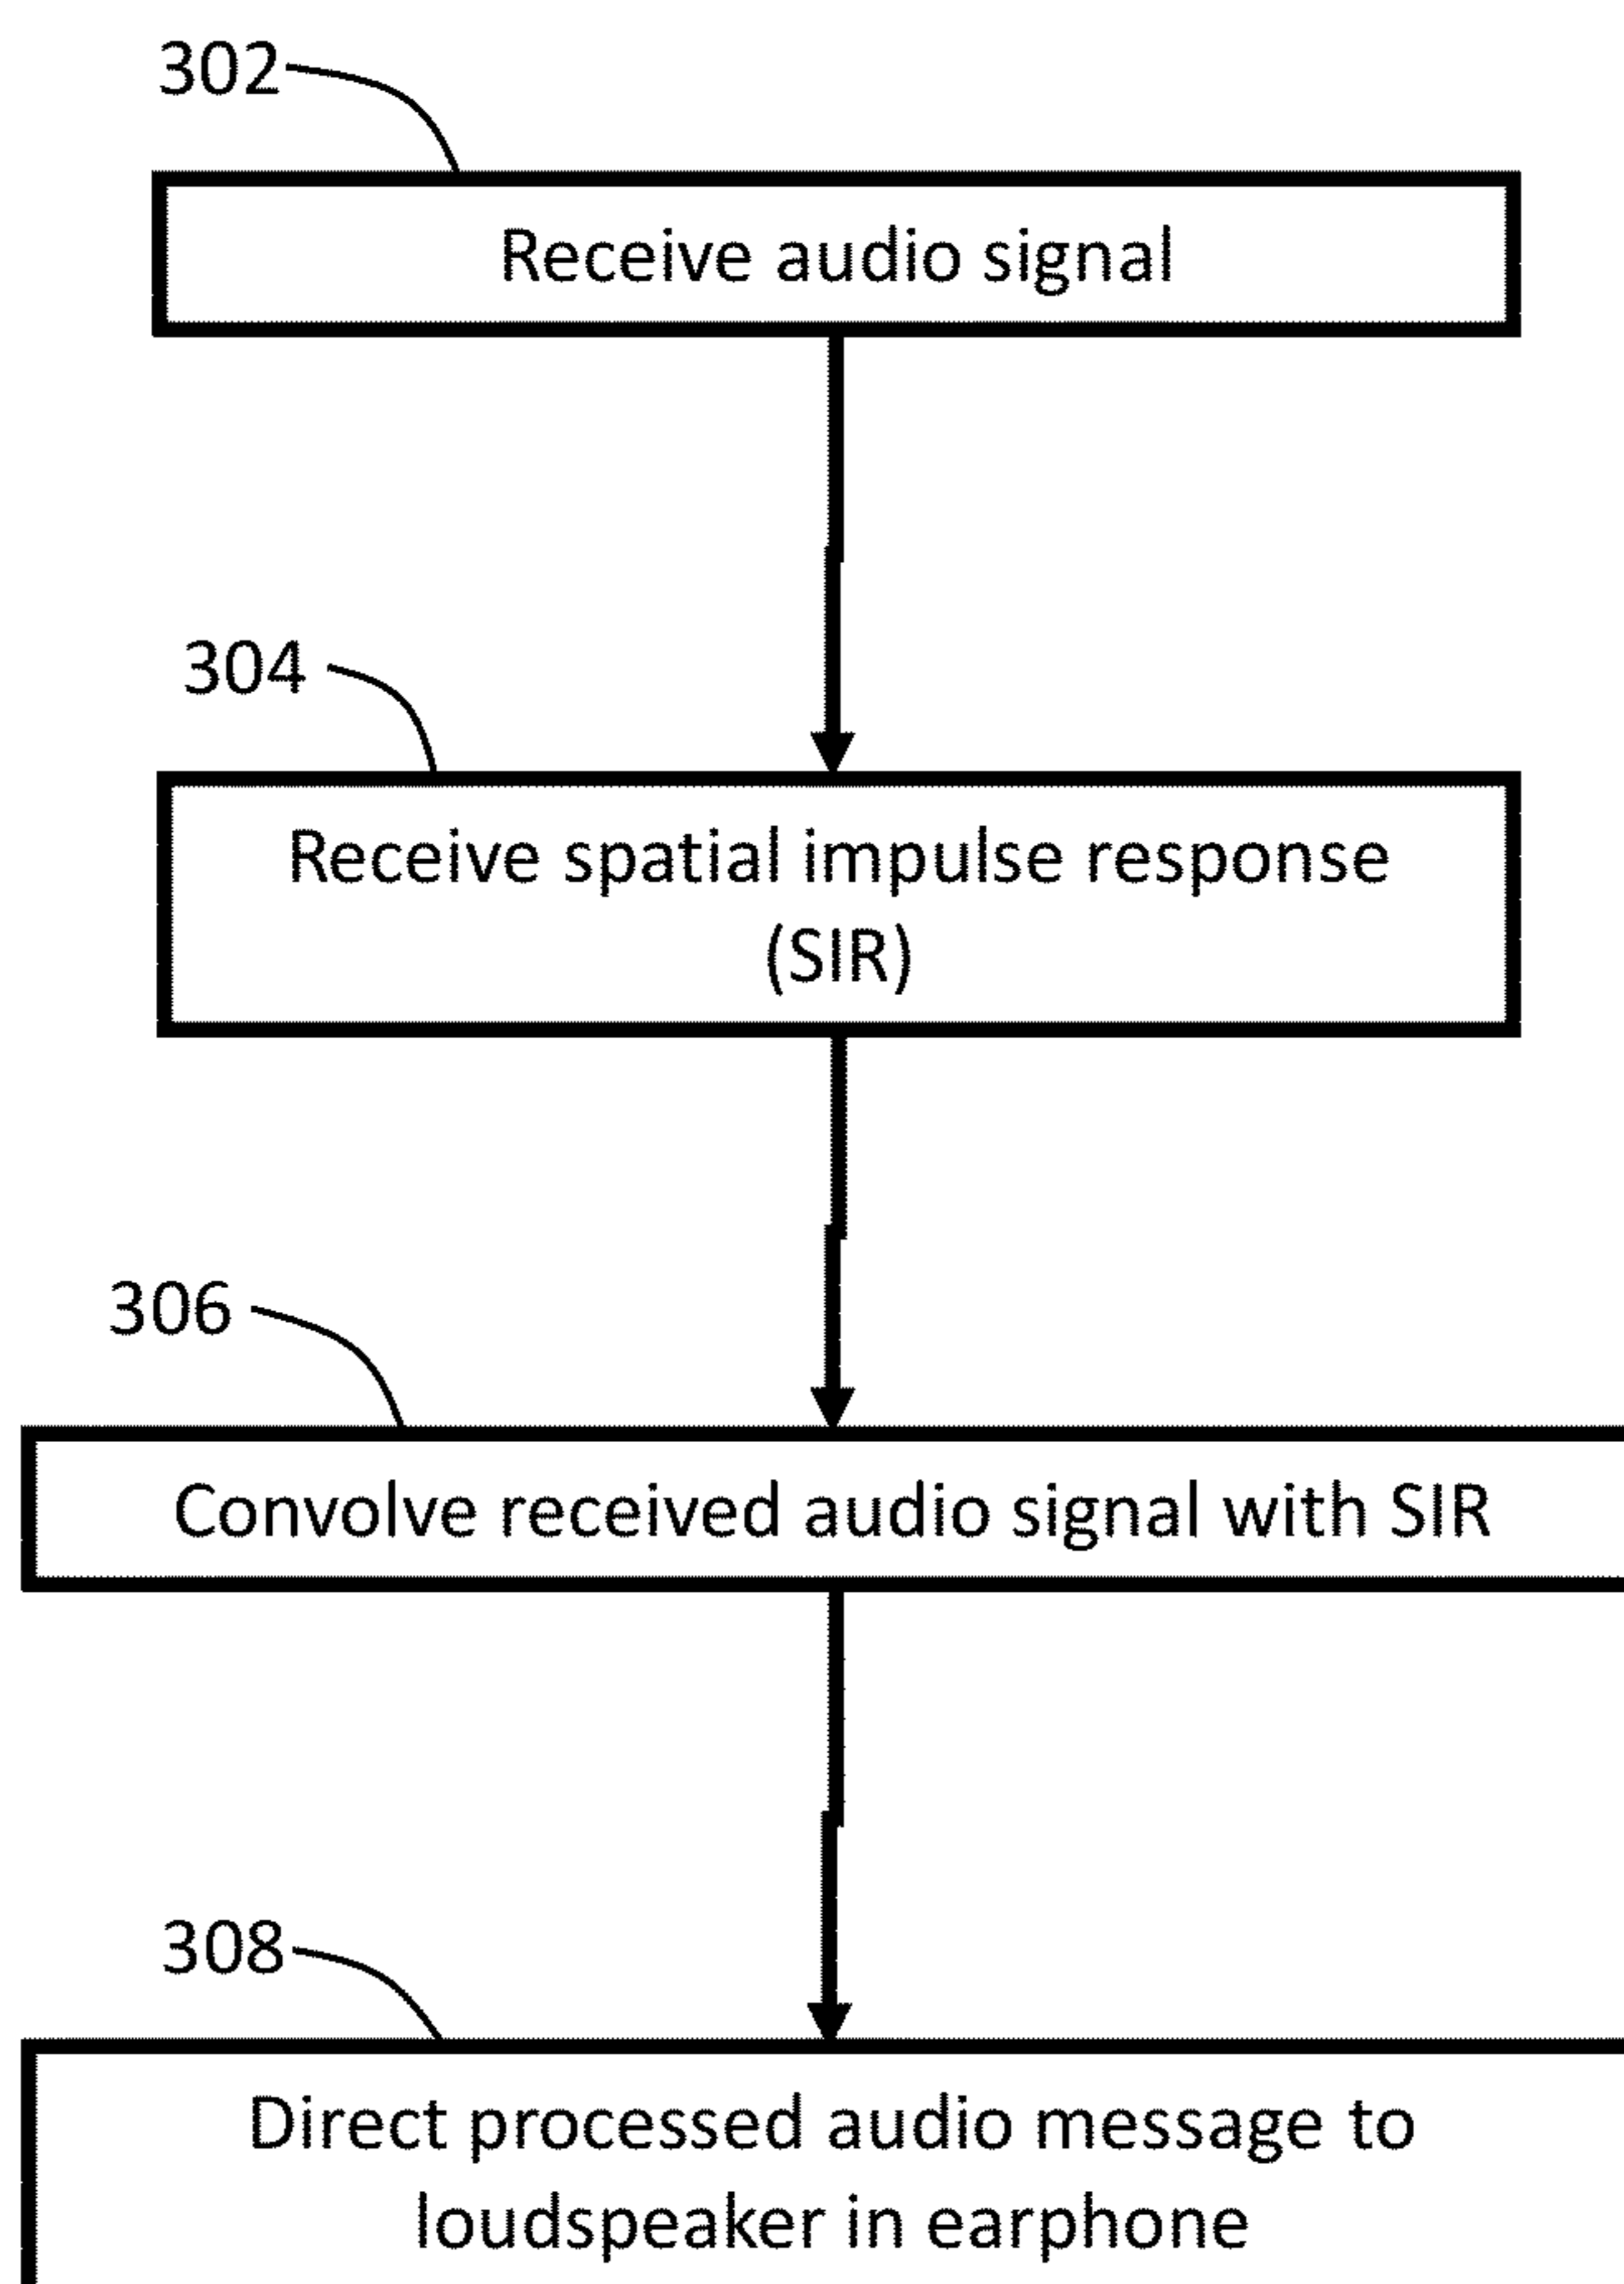 302
Receive audio signal
304
Receive spatial impulse response
(SIR)
306
Convolve received audio signal with SIR
308
Direct processed audio message to
loudspeaker in earphone